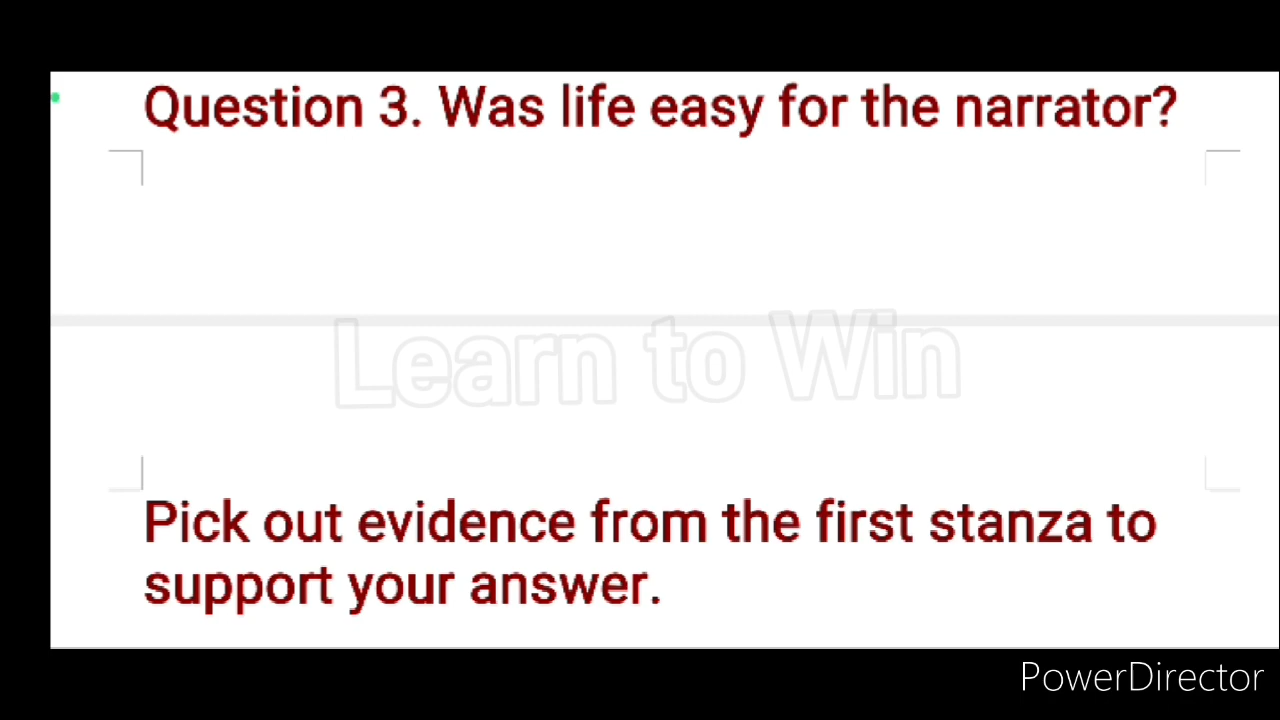 Question 3. Was life easy for the narrator?
Learn to Win
Pick out evidence from the first stanza to
support your answer.
PowerDirector